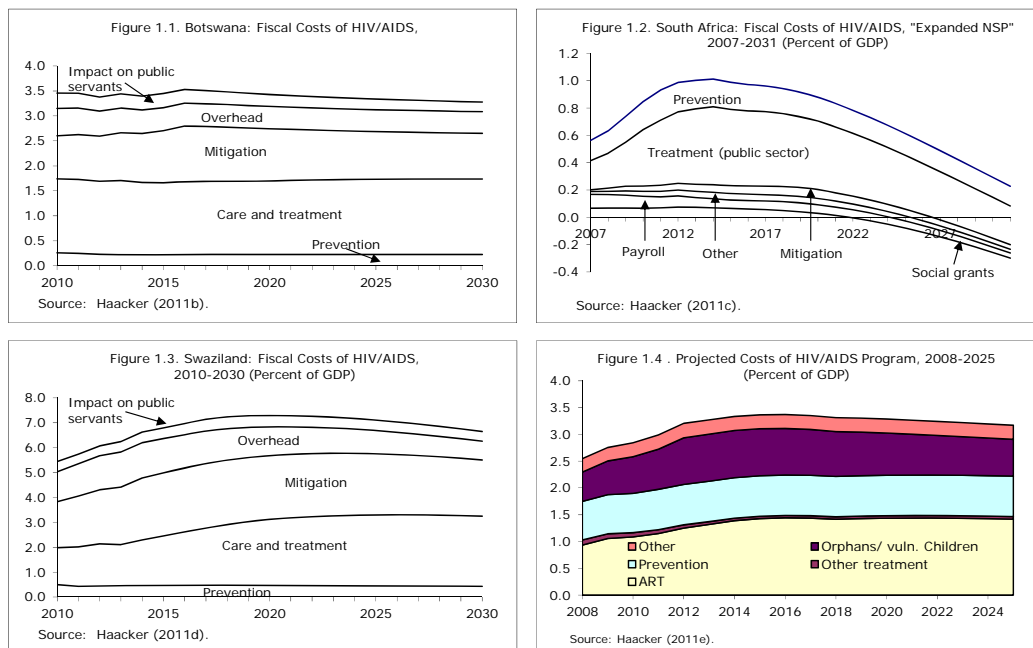 Figure 1.1. Botswana: Fiscal Costs of HIV/AIDS,
4.0
3.5
3.0
2.5
2.0
1.5
1.0
0.5
0.0
Impact on public
servants
Overhead
Mitigation
Care and treatment
Prevention
2010 2015 2020 2025 2030
Source: Haacker (2011b).
Figure 1.2. South Africa: Fiscal Costs of HIV/AIDS, "Expanded NSP"
2007-2031 (Percent of GDP)
1.2
1.0
0.8
0.6
0.4
0.2
0.0
-0.2
-0.4
Prevention
Treatment (public sector)
2007 2012 2017 2022 2027
Payroll Other Mitigation
Social grants
Source: Haacker (2011c).
Figure 1.3. Swaziland: Fiscal Costs of HIV/AIDS,
2010-2030 (Percent of GDP)
8.0
7.0
6.0
5.0
4.0
3.0
2.0
1.0
0.0
Impact on public
servants
Overhead
Mitigation
Care and treatment
Prevention
2010 2015 2020 2025 2030
Source: Haacker (2011d).
Figure 1.4 . Projected Costs of HIV/AIDS Program, 2008-2025
(Percent of GDP)
4.0
3.5
3.0
2.5
2.0
1.5
1.0
0.5
0.0
Other Orphans/ vuln. Children
Prevention Other treatment
ART
2008 2010 2012 2014 2016 2018 2020 2022 2024
Source: Haacker (2011e).